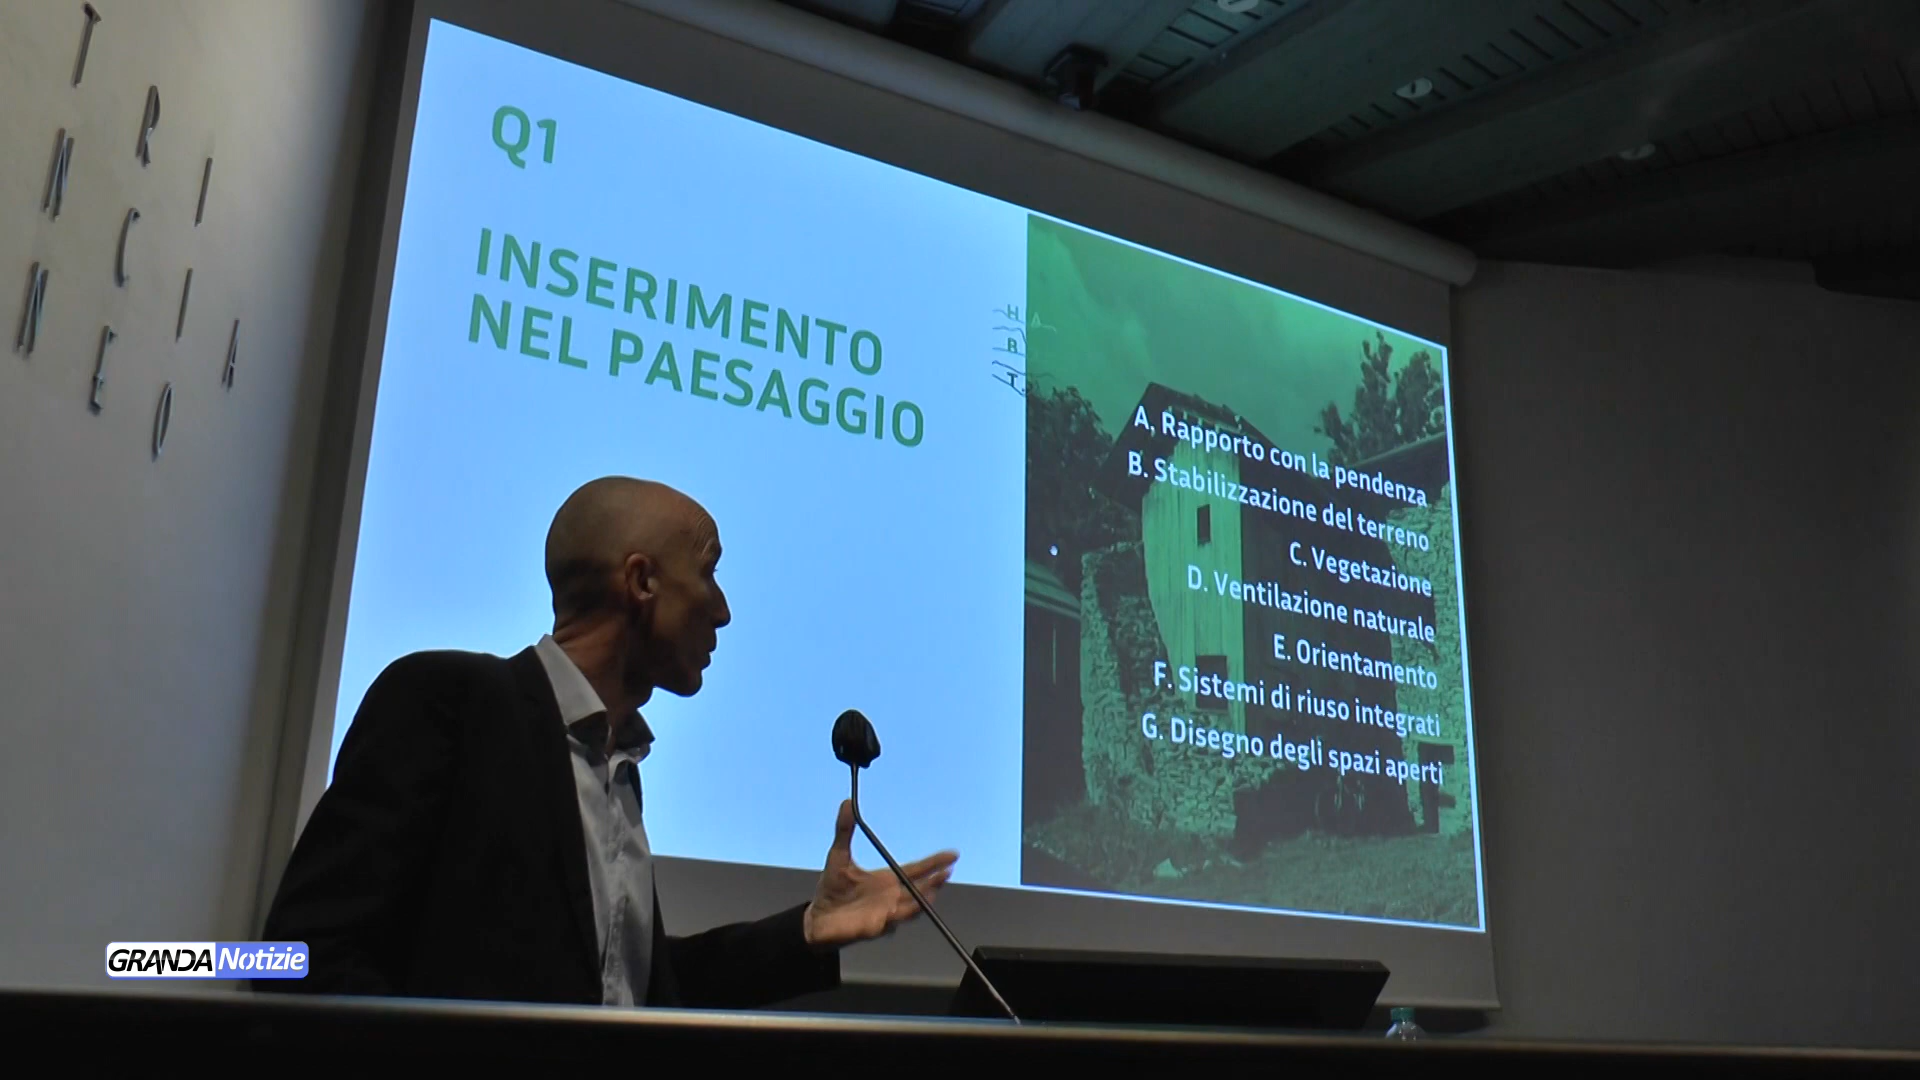 Q1
INSERIMENTO
NEL PAESAGGIO
H A
B
T.
A. Rapporto con la pendenza
B. Stabilizzazione del terreno
C. Vegetazione
D. Ventilazione naturale
E. Orientamento
F. Sistemi di riuso integrati
G. Disegno degli spazi aperti
T R I
N C I A
N E O
GRANDA Notizie